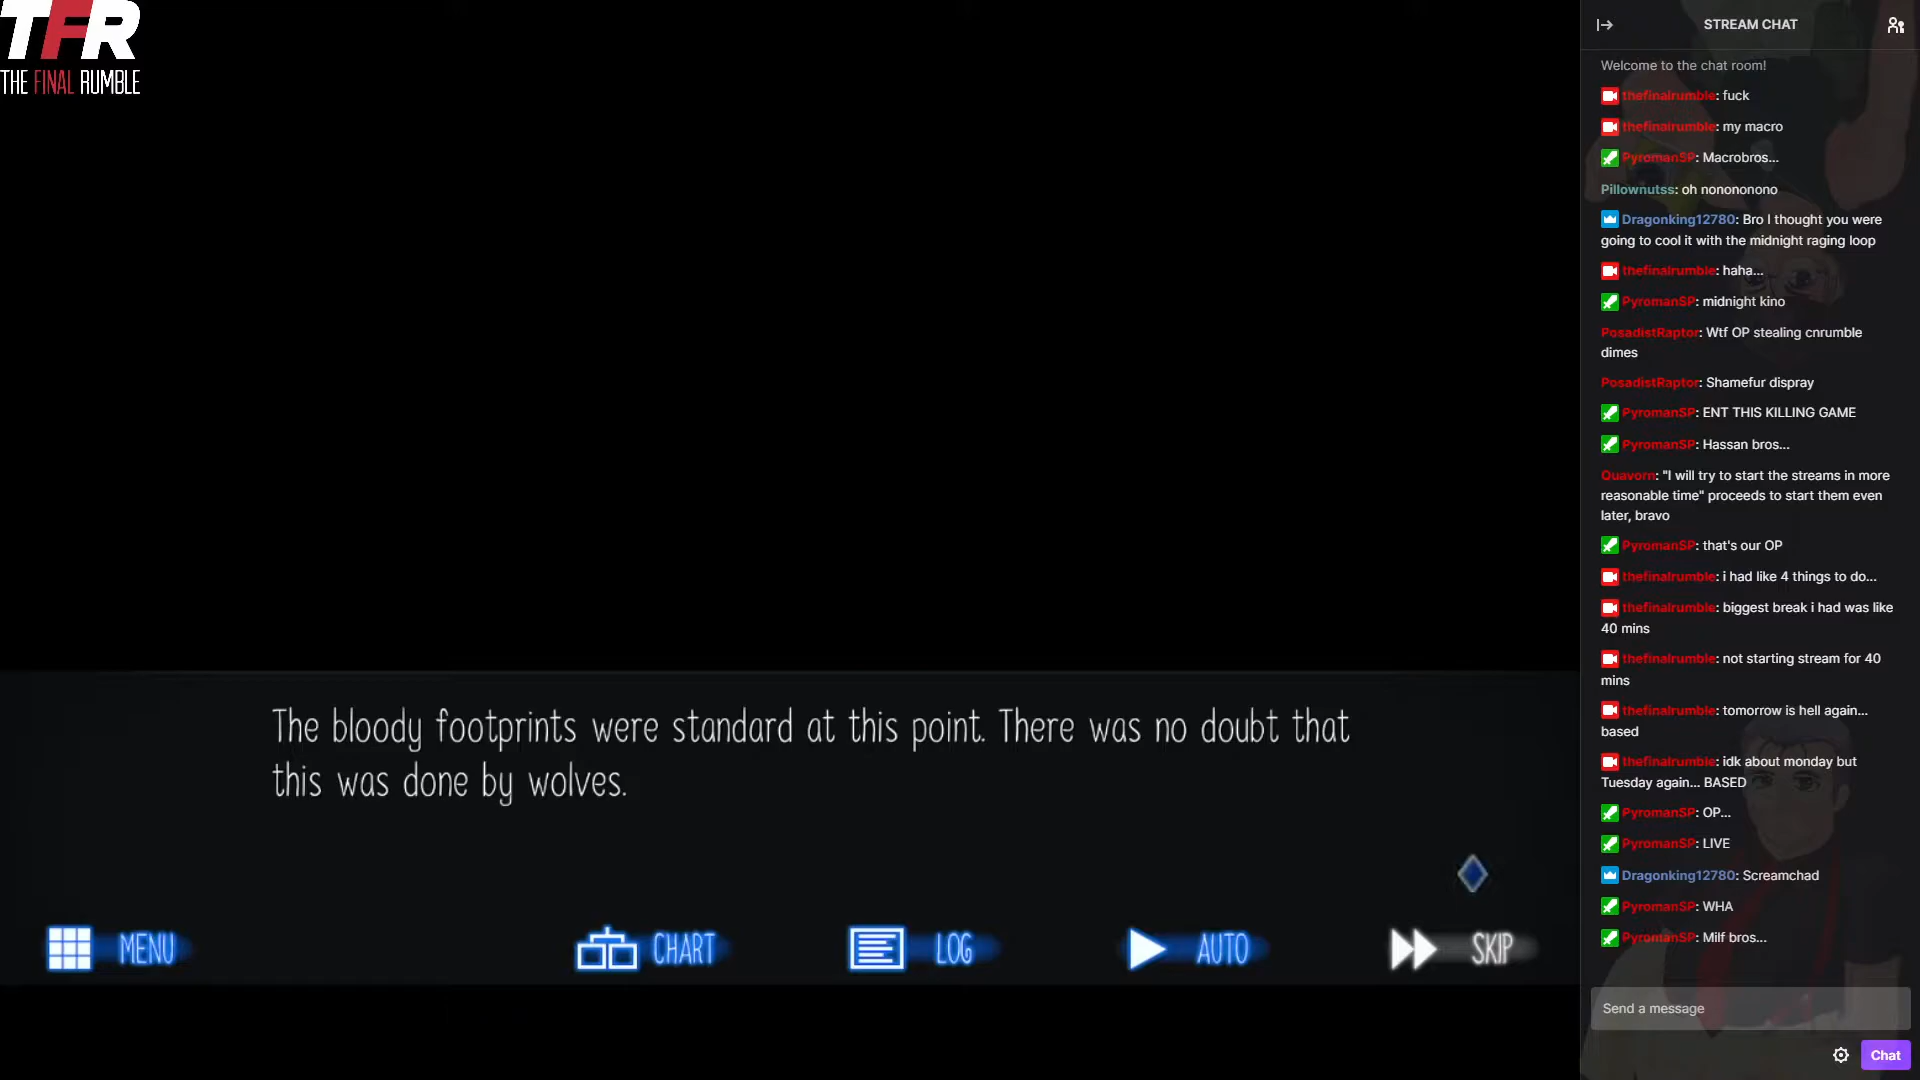 TFR
THE FINAL RUMBLE
STREAM CHAT
Welcome to the chat room!
thefinalrumble: fuck
thefinalrumble: my macro
PyromanSP: Macrobros...
Pillownutss: oh nonononono
Dragonking12780: Bro I thought you were
going to cool it with the midnight raging loop
thefinalrumble: haha...
PyromanSP: midnight kino
PosadistRaptor: Wtf OP stealing cnrumble
dimes
PosadistRaptor: Shamefur dispray
PyromanSP: ENT THIS KILLING GAME
PyromanSP: Hassan bros...
Ouavorn: "I will try to start the streams in more
reasonable time" proceeds to start them even
later, bravo
PyromanSP: that's our OP
thefinalrumble: i had like 4 things to do...
thefinalrumble: biggest break i had was like
40 mins
thefinalrumble: not starting stream for 40
mins
thefinalrumble: tomorrow is hell again...
based
thefinalrumble: idk about monday but
Tuesday again... BASED
PyromanSP: OP...
PyromanSP: LIVE
Dragonking12780: Screamchad
PyromanSP: WHA
PyromanSP: Milf bros...
Send a message
Chat
The bloody footprints were standard at this point. There was no doubt that
this was done by wolves.
MENU
CHART
LOG
AUTO
SKIP